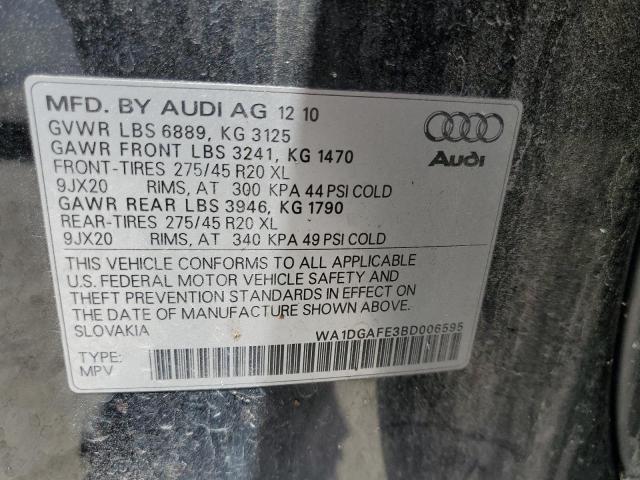 MFD. BY AUDI AG 12 10
GVWR LBS 6889, KG 3125
GAWR FRONT LBS 3241, KG 1470
FRONT-TIRES 275/45 R20 XL
9JX20 RIMS, AT 300 KPA 44 PSI COLD
GAWR REAR LBS 3946, KG 1790
REAR-TIRES 275/45 R20 XL
9JX20 RIMS, AT 340 KPA 49 PSI COLD
Audi
THIS VEHICLE CONFORMS TO ALL APPLICABLE
U.S. FEDERAL MOTOR VEHICLE SAFETY AND
THEFT PREVENTION STANDARDS IN EFFECT ON
THE DATE OF MANUFACTURE SHOWN ABOVE.
SLOVAKIA
WA1DGAFE3BD006595
TYPE:
MPV